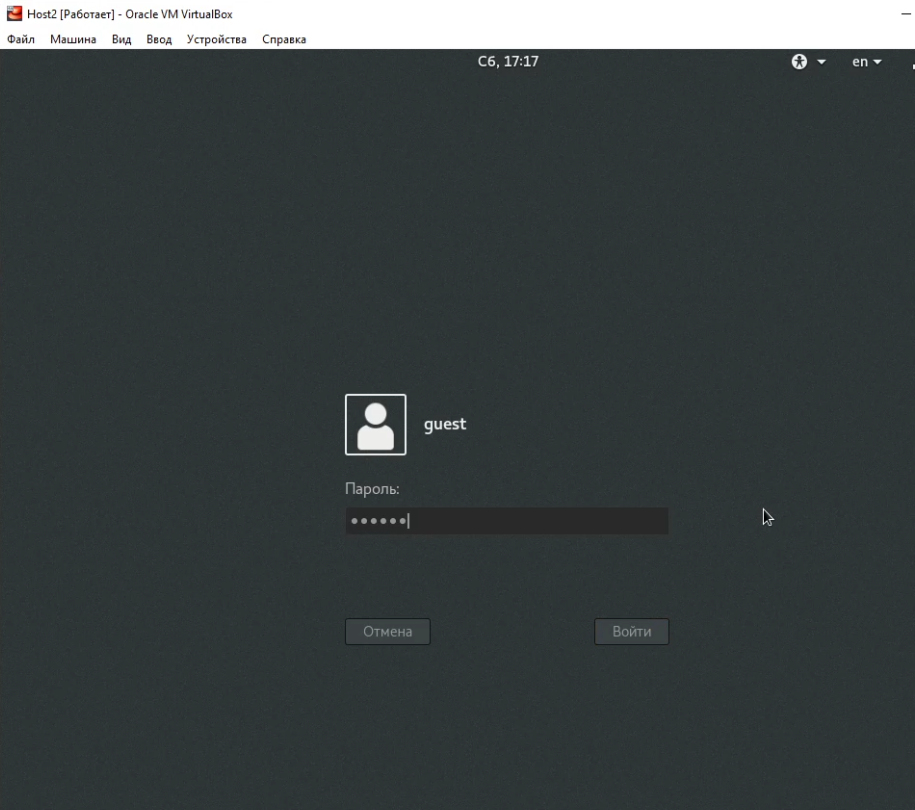 Host2 [Работает] - Oracle VM VirtualBox
Файл Машина Вид Ввод Устройства Справка
Сб, 17:17 en
guest
Пароль:
Отмена Войти